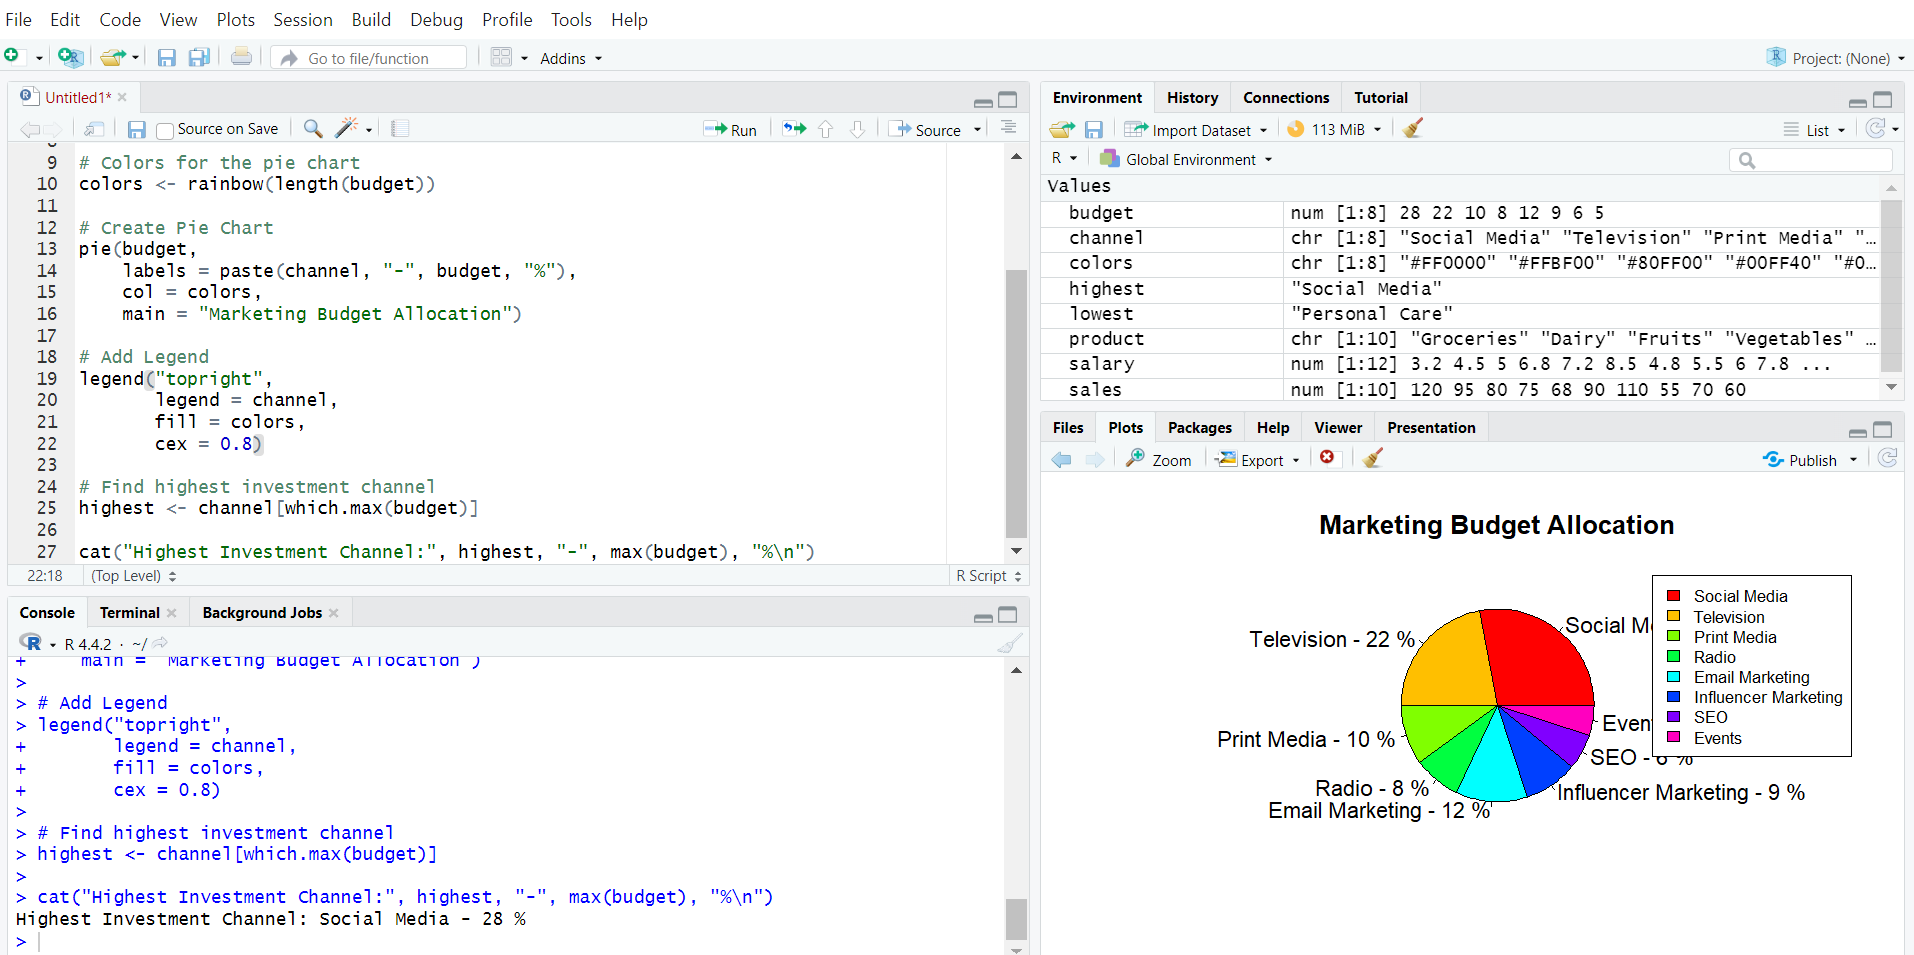 File Edit Code View Plots Session Build Debug Profile Tools Help
Go to file/function Addins Project: (None)
Untitled1*
Source on Save Run Source
9 # Colors for the pie chart
10 colors <- rainbow(length(budget))
11
12 # Create Pie Chart
13 pie(budget,
14 labels = paste(channel, "-", budget, "%"),
15 col = colors,
16 main = "Marketing Budget Allocation")
17
18 # Add Legend
19 legend("topright",
20 legend = channel,
21 fill = colors,
22 cex = 0.8)
23
24 # Find highest investment channel
25 highest <- channel[which.max(budget)]
26
27 cat("Highest Investment Channel:", highest, "-", max(budget), "%\n")
22:18 (Top Level) R Script
Console Terminal Background Jobs
R 4.4.2 · ~/
+ main = "Marketing Budget Allocation")
>
> # Add Legend
> legend("topright",
+ legend = channel,
+ fill = colors,
+ cex = 0.8)
>
> # Find highest investment channel
> highest <- channel[which.max(budget)]
>
> cat("Highest Investment Channel:", highest, "-", max(budget), "%\n")
Highest Investment Channel: Social Media - 28 %
>
Environment History Connections Tutorial
Import Dataset 113 MiB List
R Global Environment
Values
budget num [1:8] 28 22 10 8 12 9 6 5
channel chr [1:8] "Social Media" "Television" "Print Media" "…
colors chr [1:8] "#FF0000" "#FFBF00" "#80FF00" "#00FF40" "#0…
highest "Social Media"
lowest "Personal Care"
product chr [1:10] "Groceries" "Dairy" "Fruits" "Vegetables" …
salary num [1:12] 3.2 4.5 5 6.8 7.2 8.5 4.8 5.5 6 7.8 ...
sales num [1:10] 120 95 80 75 68 90 110 55 70 60
Files Plots Packages Help Viewer Presentation
Zoom Export Publish
Marketing Budget Allocation
Social Media
Television
Print Media
Radio
Email Marketing
Influencer Marketing
SEO
Events
Social M
Television - 22 %
Print Media - 10 %
Even
SEO - 6 %
Radio - 8 %
Influencer Marketing - 9 %
Email Marketing - 12 %